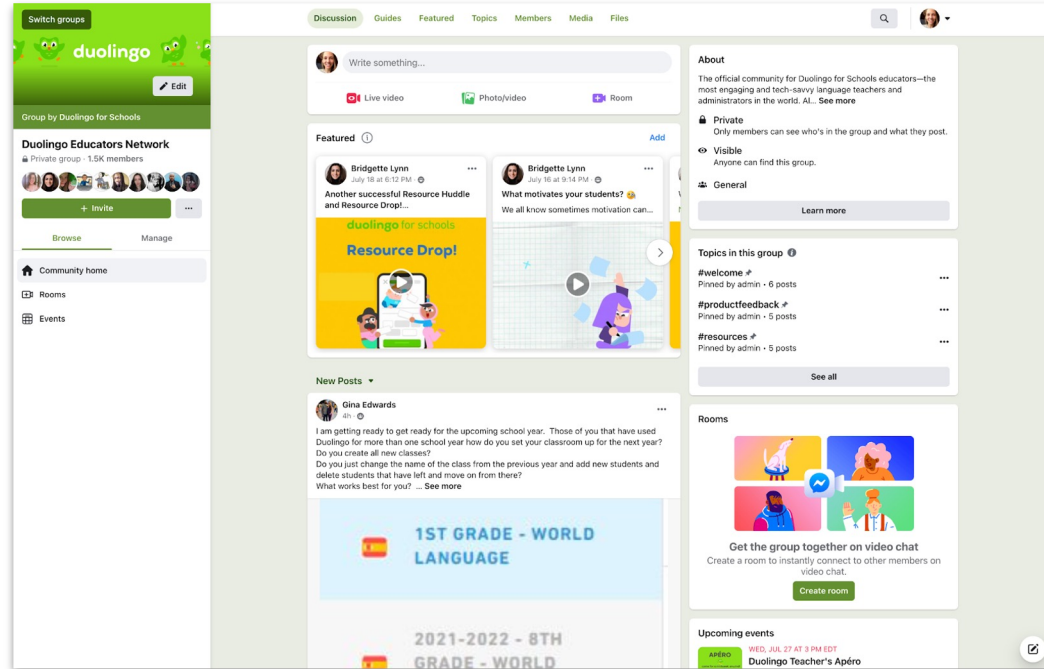 Switch groups
duolingo
Edit
Group by Duolingo for Schools
Duolingo Educators Network
Private group · 1.5K members
+ Invite
Browse
Manage
Community home
Rooms
Events
Discussion
Guides
Featured
Topics
Members
Media
Files
Write something...
Live video
Photo/video
Room
Featured
Add
Bridgette Lynn
July 18 at 6:12 PM ·
Another successful Resource Huddle
and Resource Drop!...
duolingo for schools
Resource Drop!
Bridgette Lynn
July 16 at 9:14 PM ·
What motivates your students?
We all know sometimes motivation can...
New Posts
Gina Edwards
4h ·
I am getting ready to get ready for the upcoming school year. Those of you that have used
Duolingo for more than one school year how do you set your classroom up for the next year?
Do you create all new classes?
Do you just change the name of the class from the previous year and add new students and
delete students that have left and move on from there?
What works best for you? ... See more
1ST GRADE - WORLD
LANGUAGE
2021-2022 - 8TH
GRADE - WORLD
About
The official community for Duolingo for Schools educators—the
most engaging and tech-savvy language teachers and
administrators in the world. Al... See more
Private
Only members can see who's in the group and what they post.
Visible
Anyone can find this group.
General
Learn more
Topics in this group
#welcome
Pinned by admin • 6 posts
#productfeedback
Pinned by admin • 5 posts
#resources
Pinned by admin • 5 posts
See all
Rooms
Get the group together on video chat
Create a room to instantly connect to other members on
video chat.
Create room
Upcoming events
APÉRO
WED, JUL 27 AT 3 PM EDT
Duolingo Teacher's Apéro